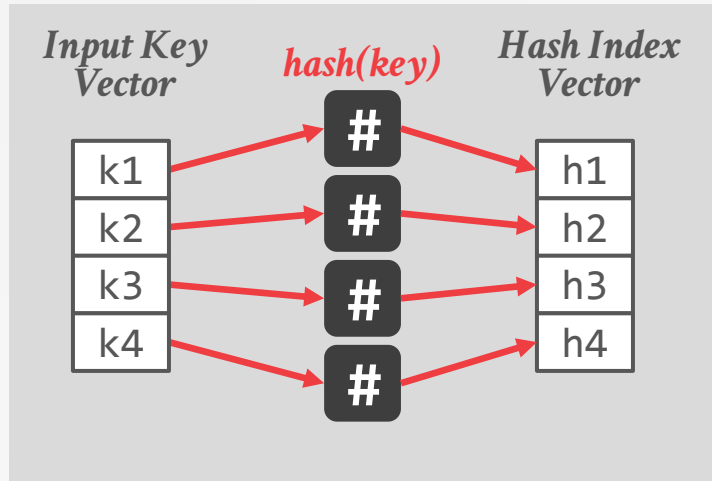 Input Key
Vector
hash(key)
Hash Index
Vector
k1
#
h1
k2
#
h2
k3
#
h3
k4
#
h4